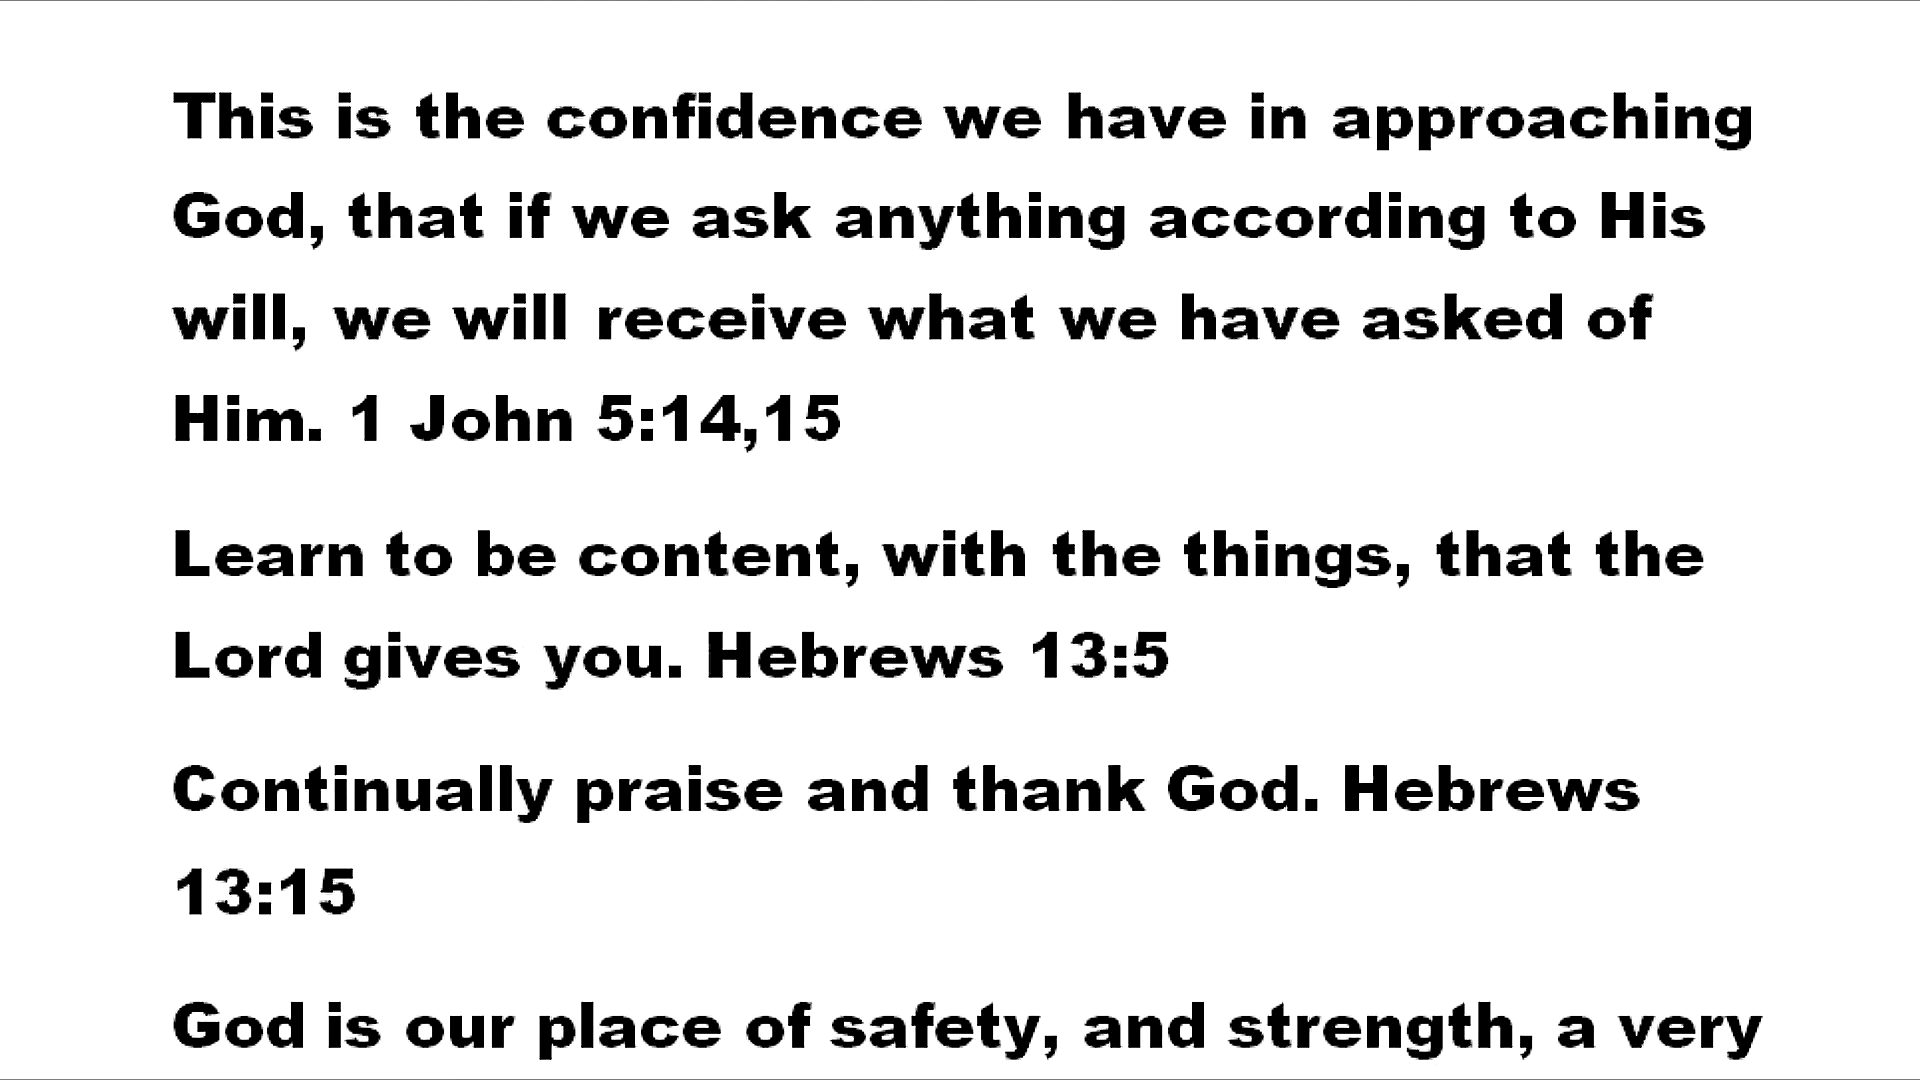 This is the confidence we have in approaching
God, that if we ask anything according to His
will, we will receive what we have asked of
Him. 1 John 5:14,15
Learn to be content, with the things, that the
Lord gives you. Hebrews 13:5
Continually praise and thank God. Hebrews
13:15
God is our place of safety, and strength, a very